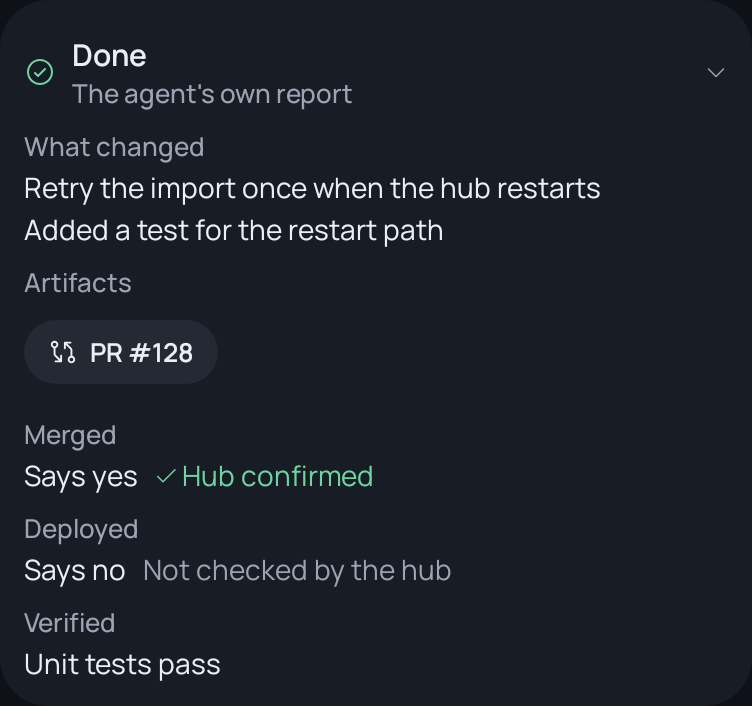 Done
The agent's own report
What changed
Retry the import once when the hub restarts
Added a test for the restart path
Artifacts
PR #128
Merged
Says yes Hub confirmed
Deployed
Says no Not checked by the hub
Verified
Unit tests pass